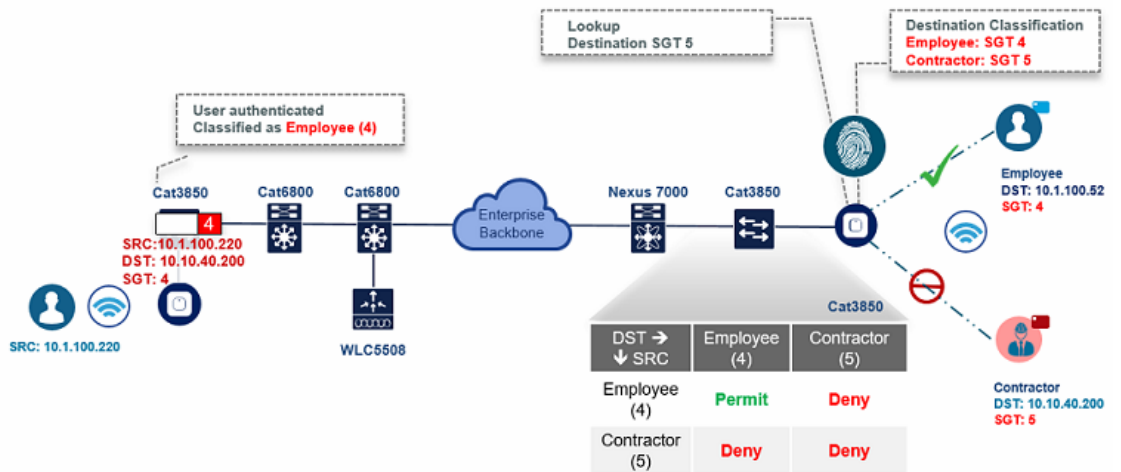 Lookup
Destination SGT 5
Destination Classification
Employee: SGT 4
Contractor: SGT 5
User authenticated
Classified as Employee (4)
Cat3850
Cat6800
Cat6800
Nexus 7000
Cat3850
4
Enterprise
Backbone
SRC:10.1.100.220
DST: 10.10.40.200
SGT: 4
SRC: 10.1.100.220
WLC5508
Employee
DST: 10.1.100.52
SGT: 4
Cat3850
DST → ↓ SRC
Employee (4)
Contractor (5)
Employee (4)
Permit
Deny
Contractor (5)
Deny
Deny
Contractor
DST: 10.10.40.200
SGT: 5